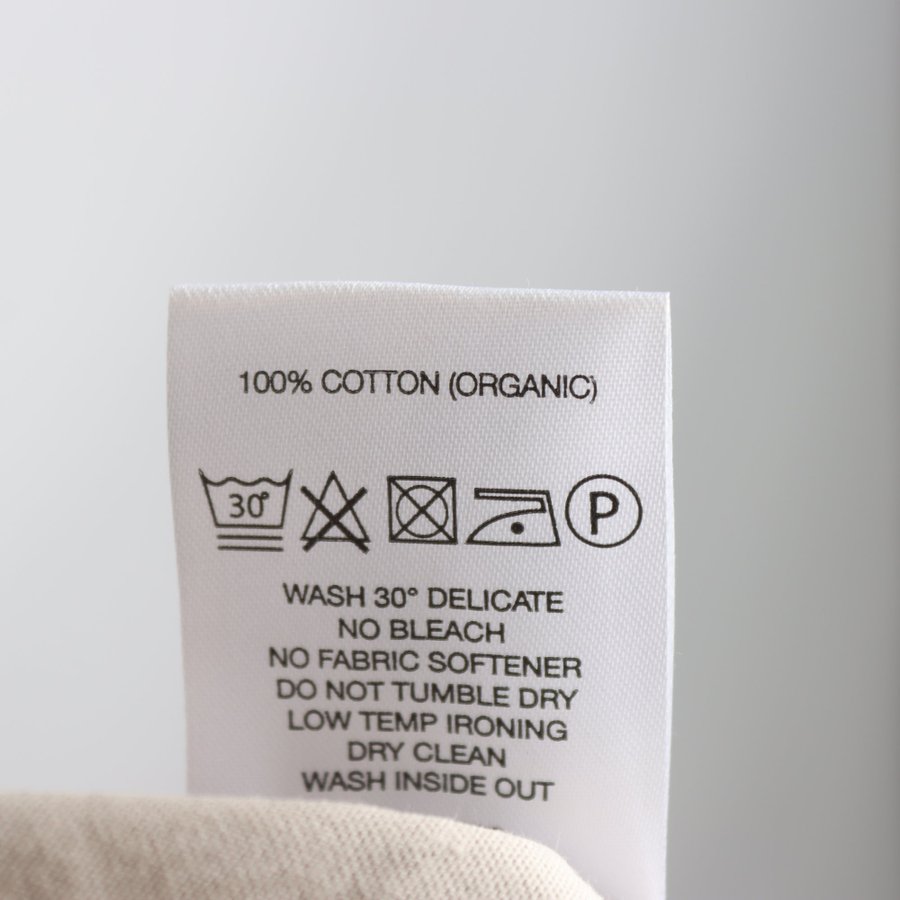 100% COTTON (ORGANIC)
30° P
WASH 30° DELICATE
NO BLEACH
NO FABRIC SOFTENER
DO NOT TUMBLE DRY
LOW TEMP IRONING
DRY CLEAN
WASH INSIDE OUT